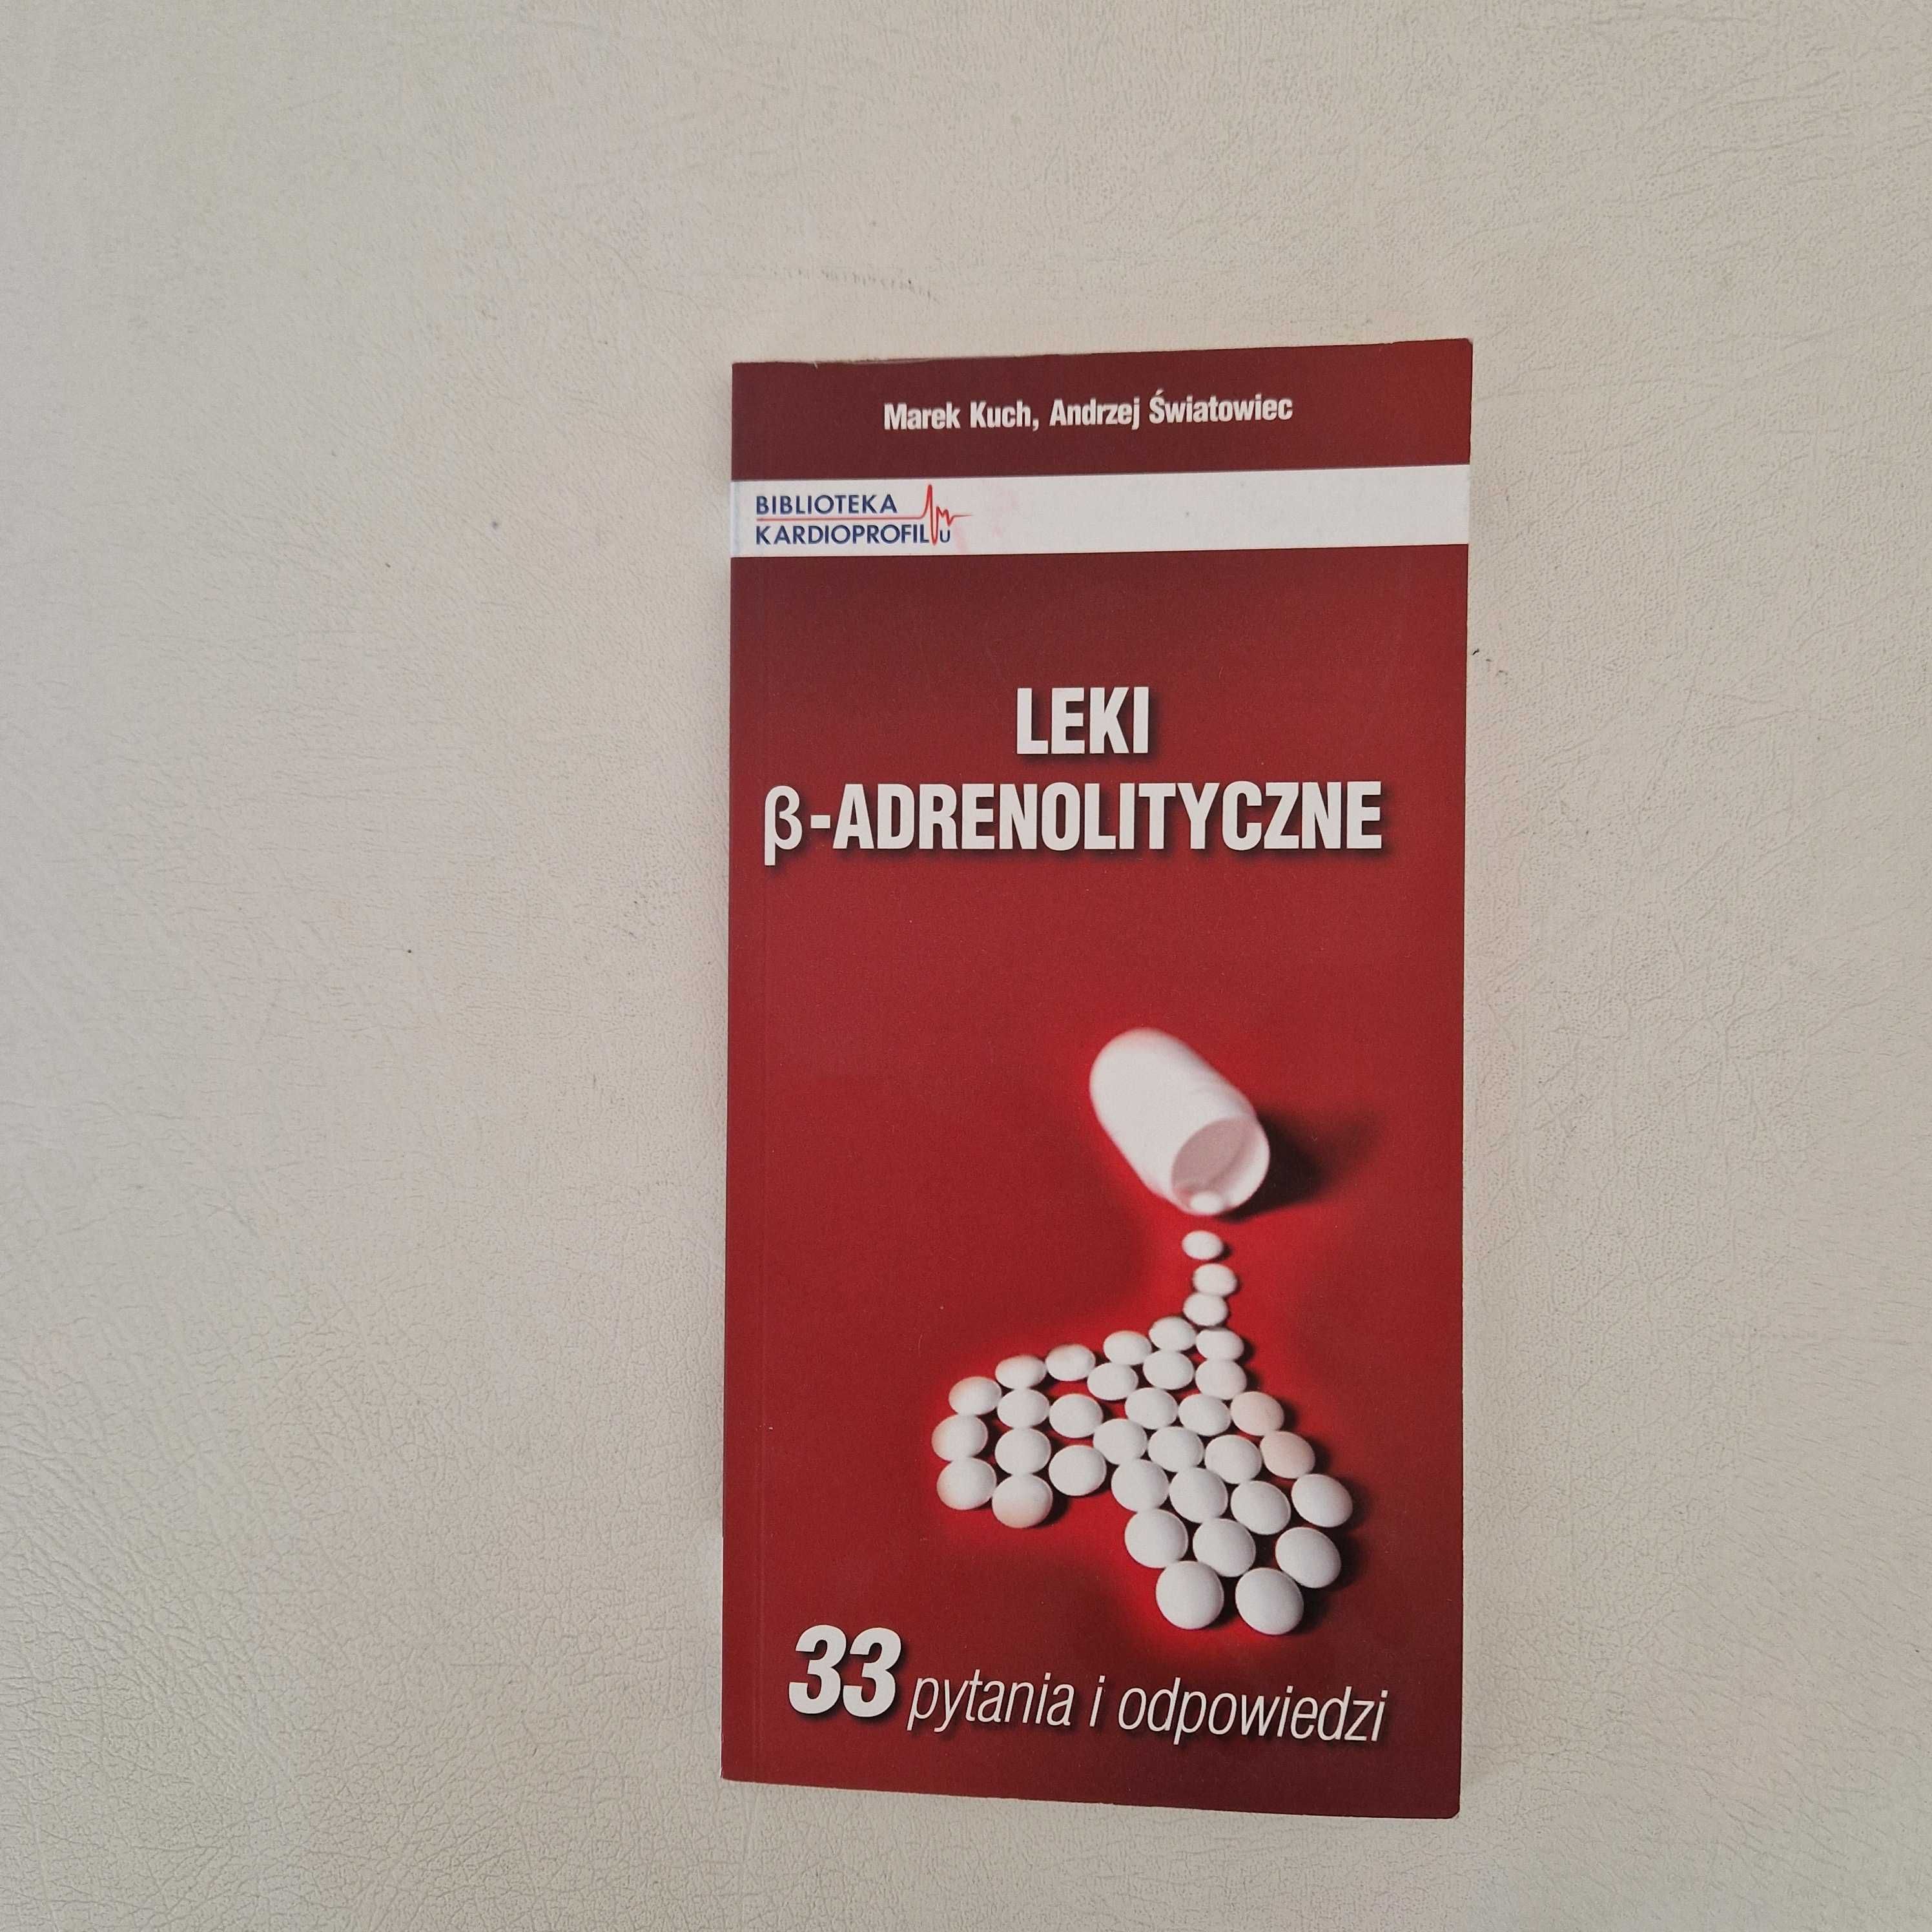 Marek Kuch, Andrzej Światowiec
BIBLIOTEKA
KARDIOPROFILU
LEKI
β-ADRENOLITYCZNE
33 pytania i odpowiedzi